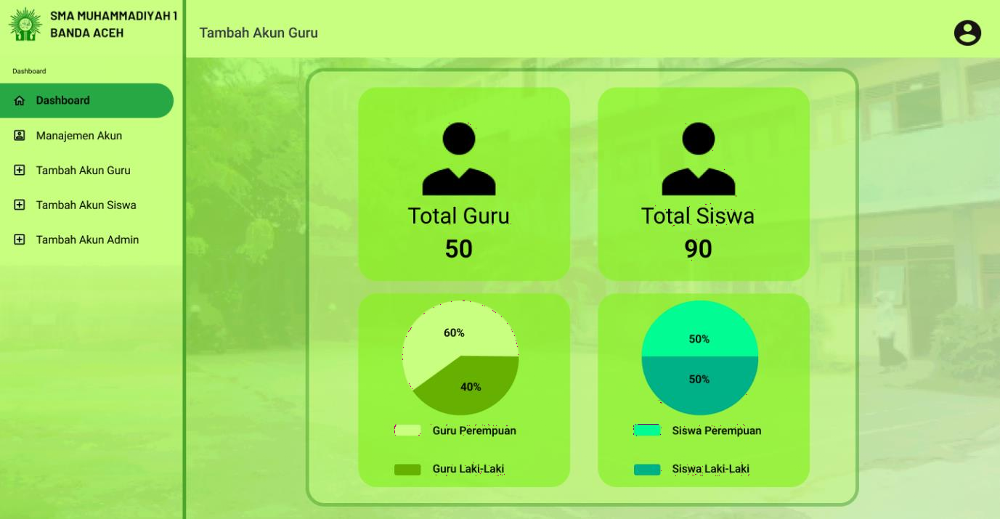 SMA MUHAMMADIYAH 1
BANDA ACEH
Tambah Akun Guru
Dashboard
Dashboard
Manajemen Akun
Tambah Akun Guru
Tambah Akun Siswa
Tambah Akun Admin
Total Guru
50
Total Siswa
90
60%
40%
Guru Perempuan
Guru Laki-Laki
50%
50%
Siswa Perempuan
Siswa Laki-Laki